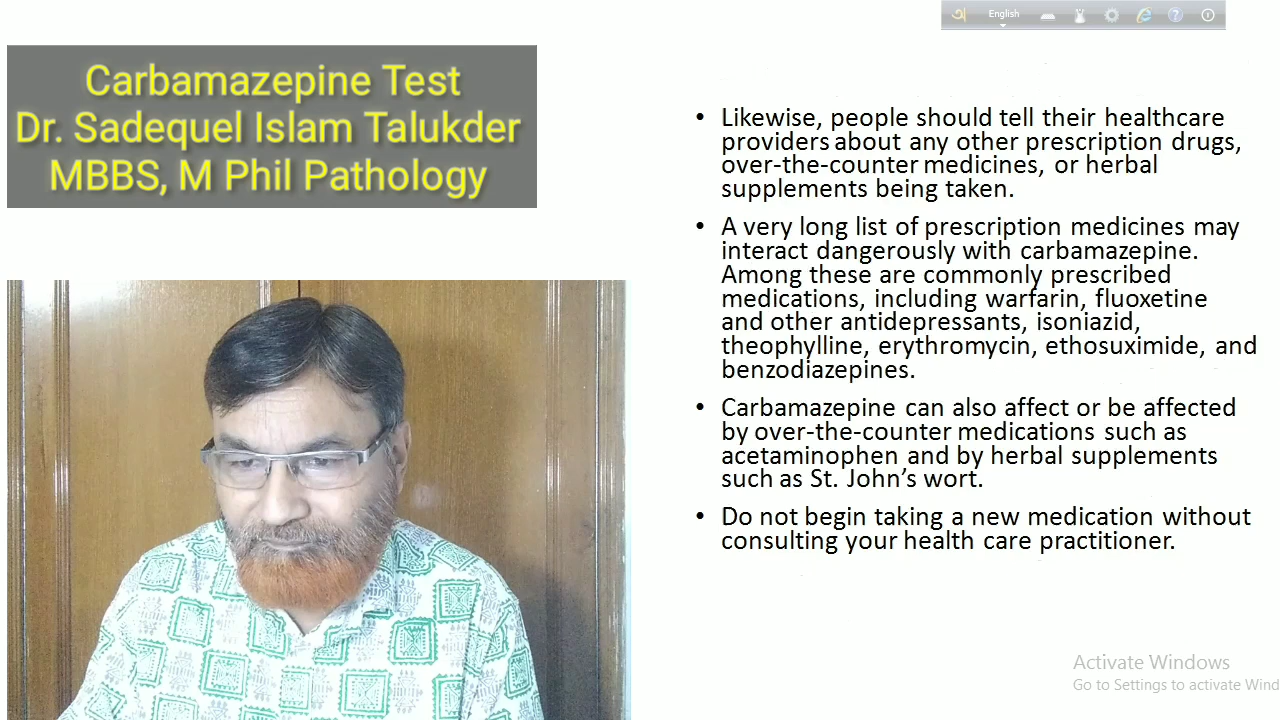 English
Carbamazepine Test
Dr. Sadequel Islam Talukder
MBBS, M Phil Pathology
• Likewise, people should tell their healthcare
providers about any other prescription drugs,
over-the-counter medicines, or herbal
supplements being taken.
• A very long list of prescription medicines may
interact dangerously with carbamazepine.
Among these are commonly prescribed
medications, including warfarin, fluoxetine
and other antidepressants, isoniazid,
theophylline, erythromycin, ethosuximide, and
benzodiazepines.
• Carbamazepine can also affect or be affected
by over-the-counter medications such as
acetaminophen and by herbal supplements
such as St. John’s wort.
• Do not begin taking a new medication without
consulting your health care practitioner.
Activate Windows
Go to Settings to activate Wind